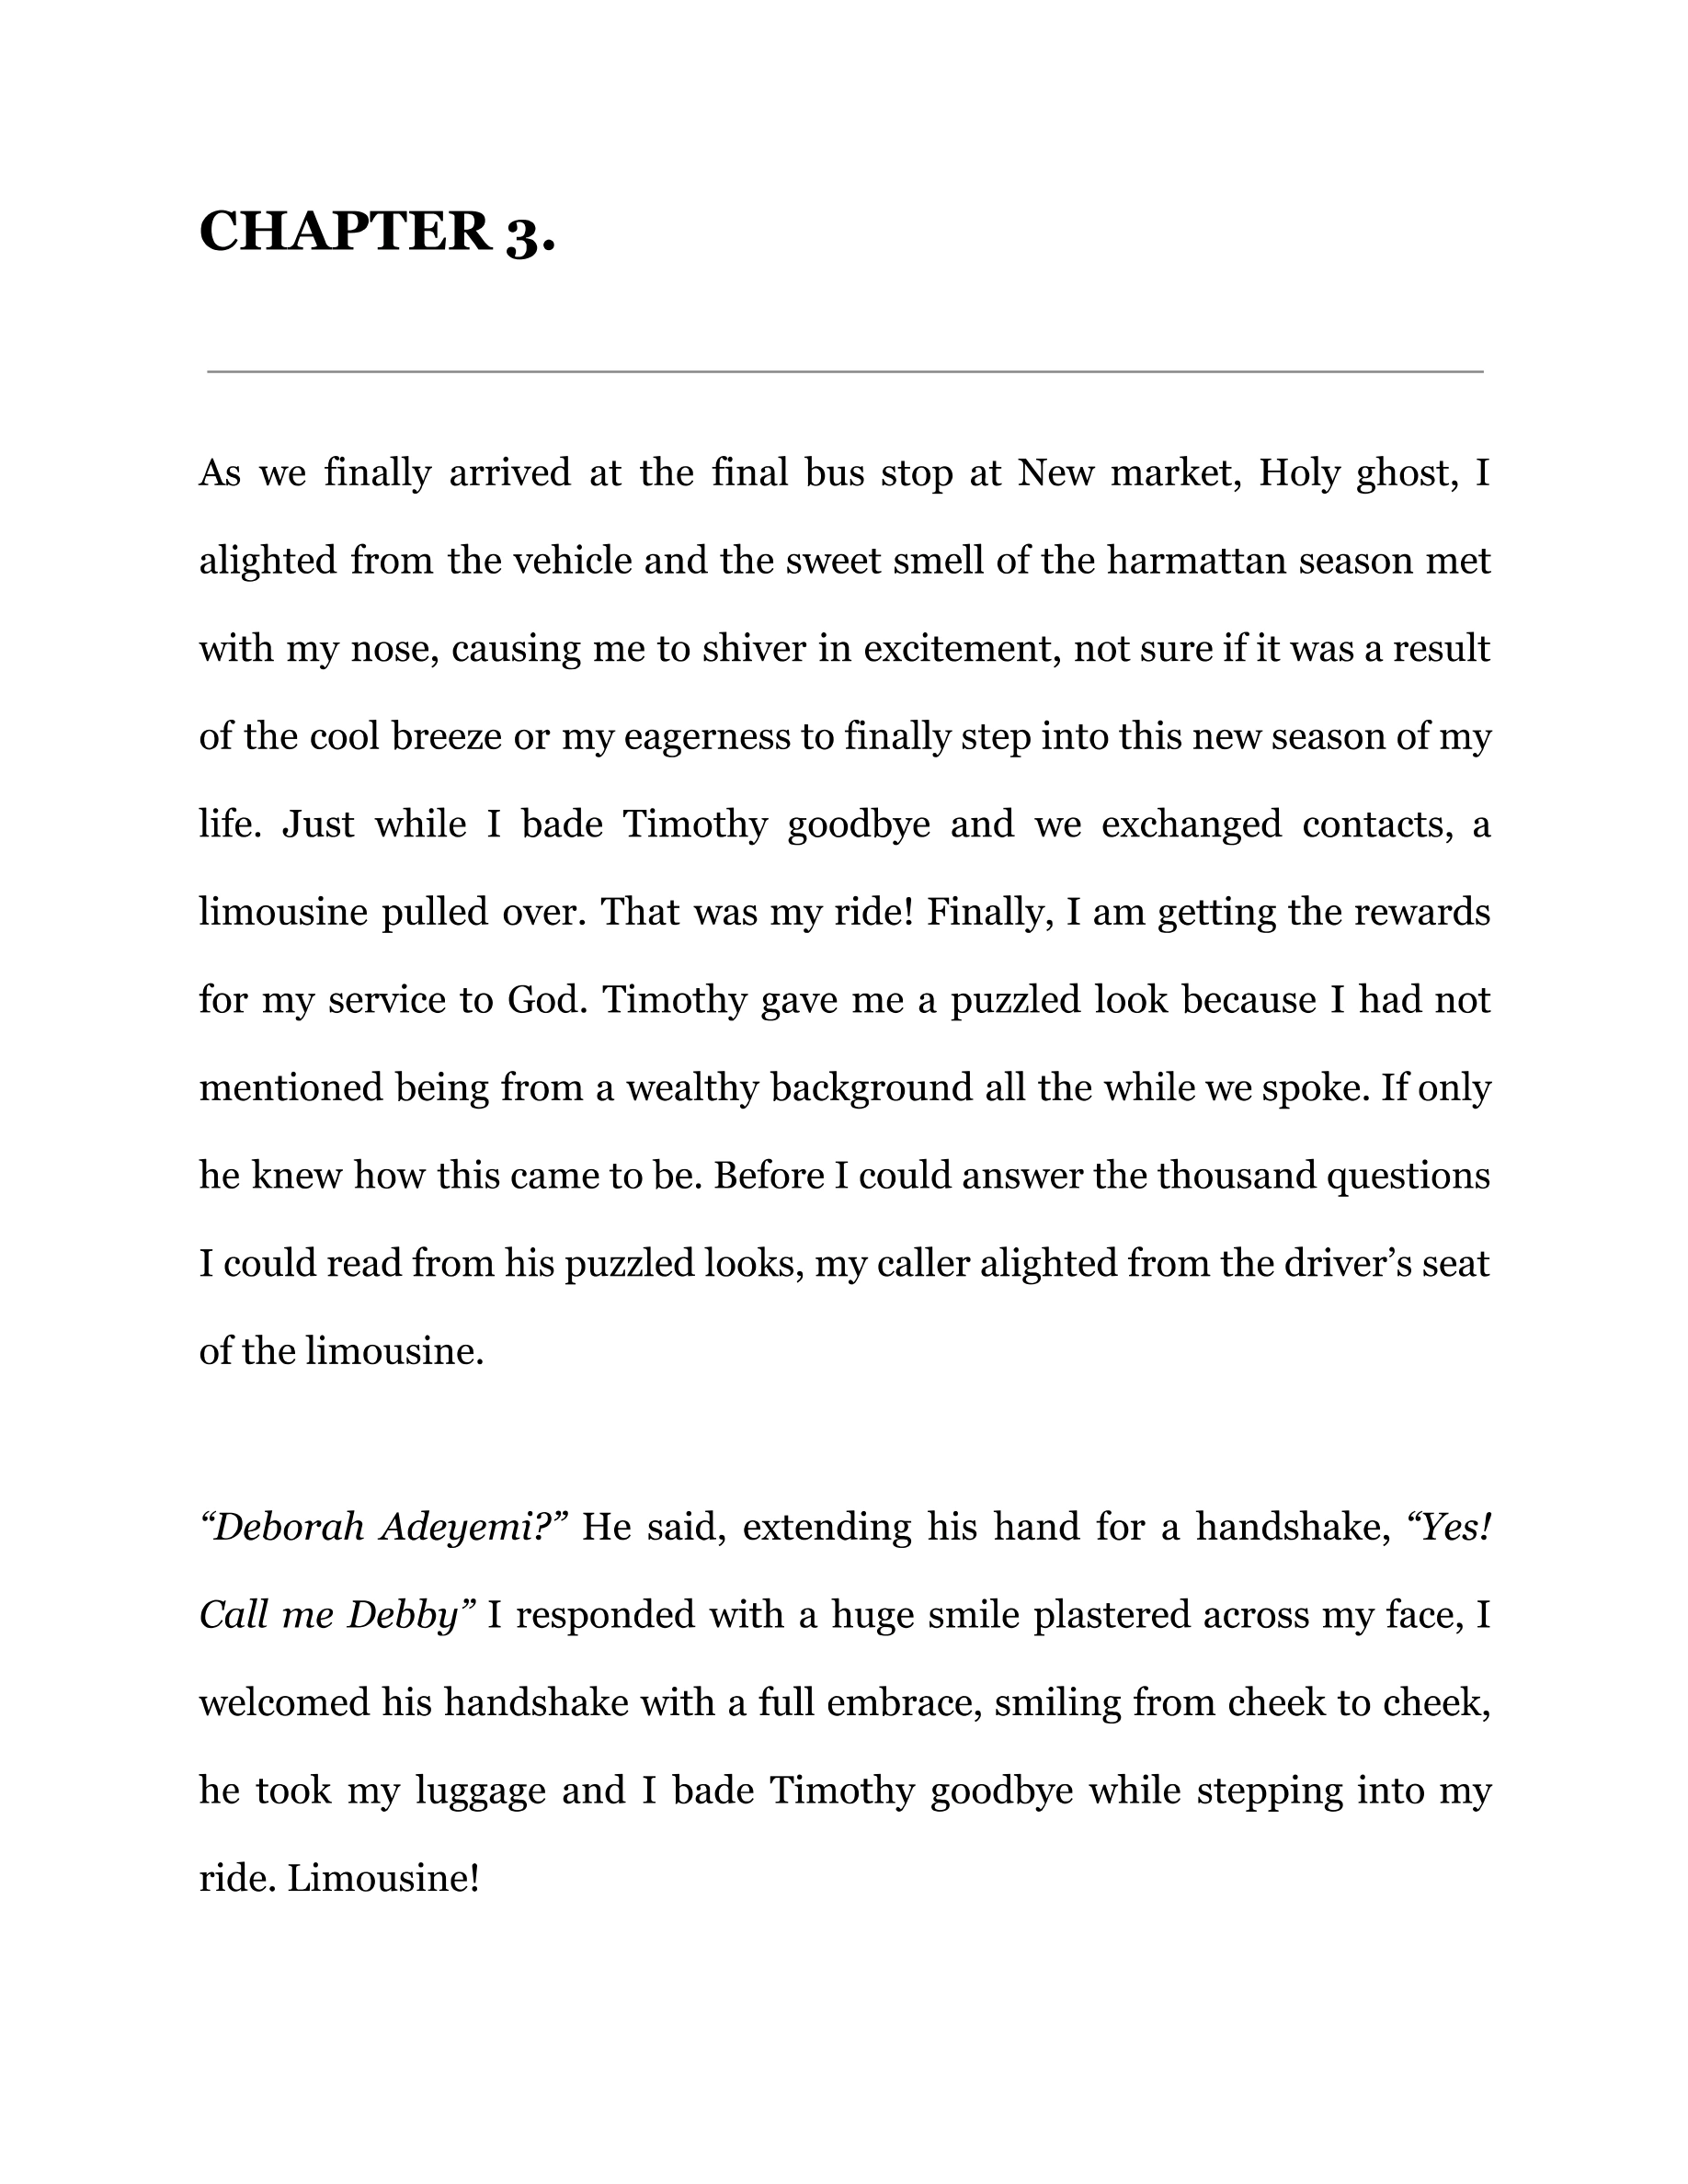 CHAPTER 3.
As we finally arrived at the final bus stop at New market, Holy ghost, I
alighted from the vehicle and the sweet smell of the harmattan season met
with my nose, causing me to shiver in excitement, not sure if it was a result
of the cool breeze or my eagerness to finally step into this new season of my
life. Just while I bade Timothy goodbye and we exchanged contacts, a
limousine pulled over. That was my ride! Finally, I am getting the rewards
for my service to God. Timothy gave me a puzzled look because I had not
mentioned being from a wealthy background all the while we spoke. If only
he knew how this came to be. Before I could answer the thousand questions
I could read from his puzzled looks, my caller alighted from the driver’s seat
of the limousine.
“Deborah Adeyemi?” He said, extending his hand for a handshake, “Yes!
Call me Debby” I responded with a huge smile plastered across my face, I
welcomed his handshake with a full embrace, smiling from cheek to cheek,
he took my luggage and I bade Timothy goodbye while stepping into my
ride. Limousine!